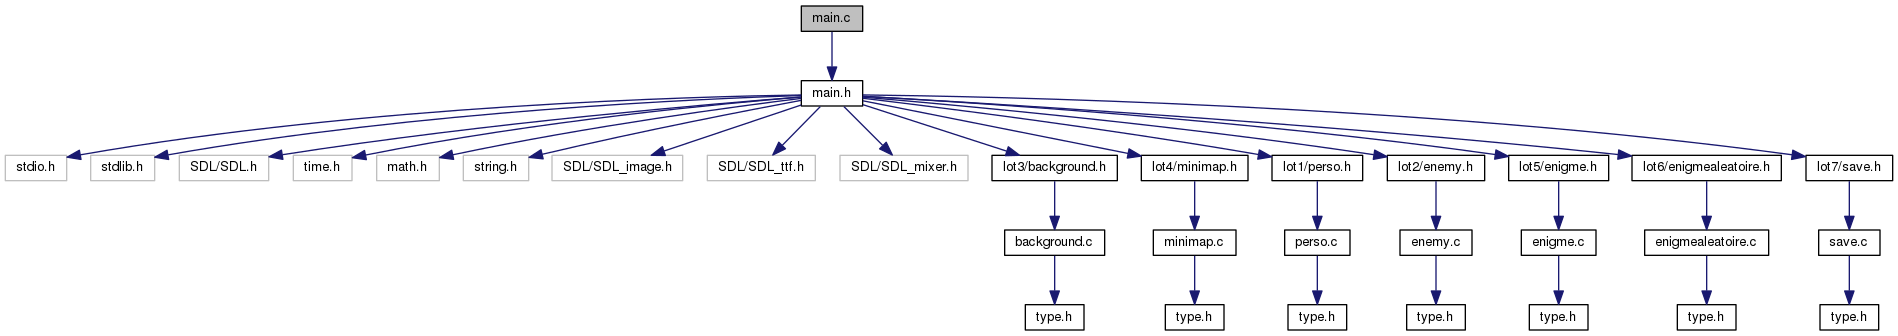 main.c
main.h
stdio.h
stdlib.h
SDL/SDL.h
time.h
math.h
string.h
SDL/SDL_image.h
SDL/SDL_ttf.h
SDL/SDL_mixer.h
lot3/background.h
lot4/minimap.h
lot1/perso.h
lot2/enemy.h
lot5/enigme.h
lot6/enigmealeatoire.h
lot7/save.h
background.c
minimap.c
perso.c
enemy.c
enigme.c
enigmealeatoire.c
save.c
type.h
type.h
type.h
type.h
type.h
type.h
type.h